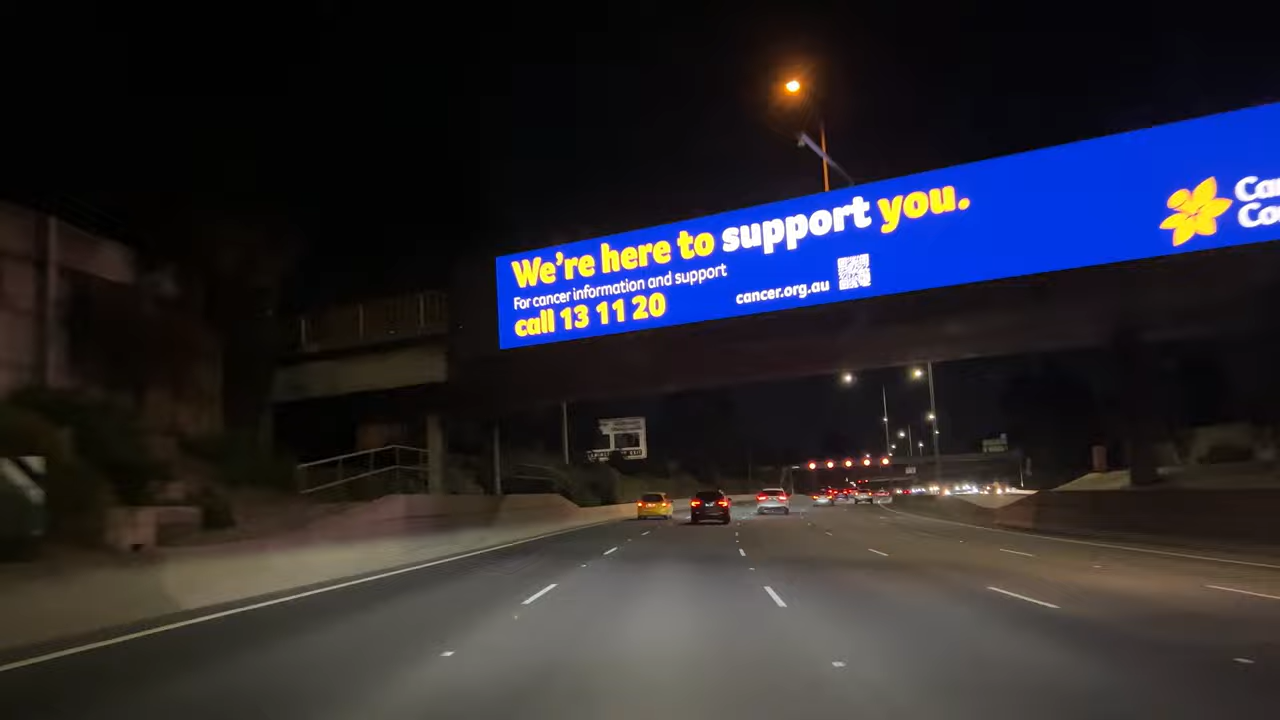 We're here to support you.
For cancer information and support
call 13 11 20
cancer.org.au